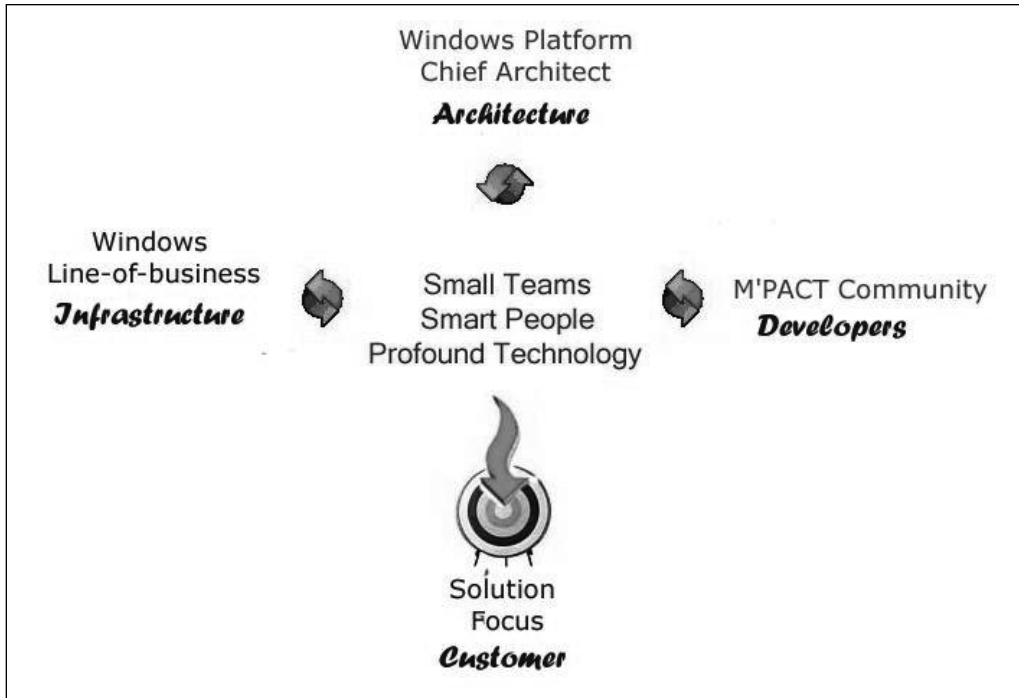 Windows Platform
Chief Architect
Architecture
Windows
Line-of-business
Infrastructure
Small Teams
Smart People
Profound Technology
M'PACT Community
Developers
Solution
Focus
Customer